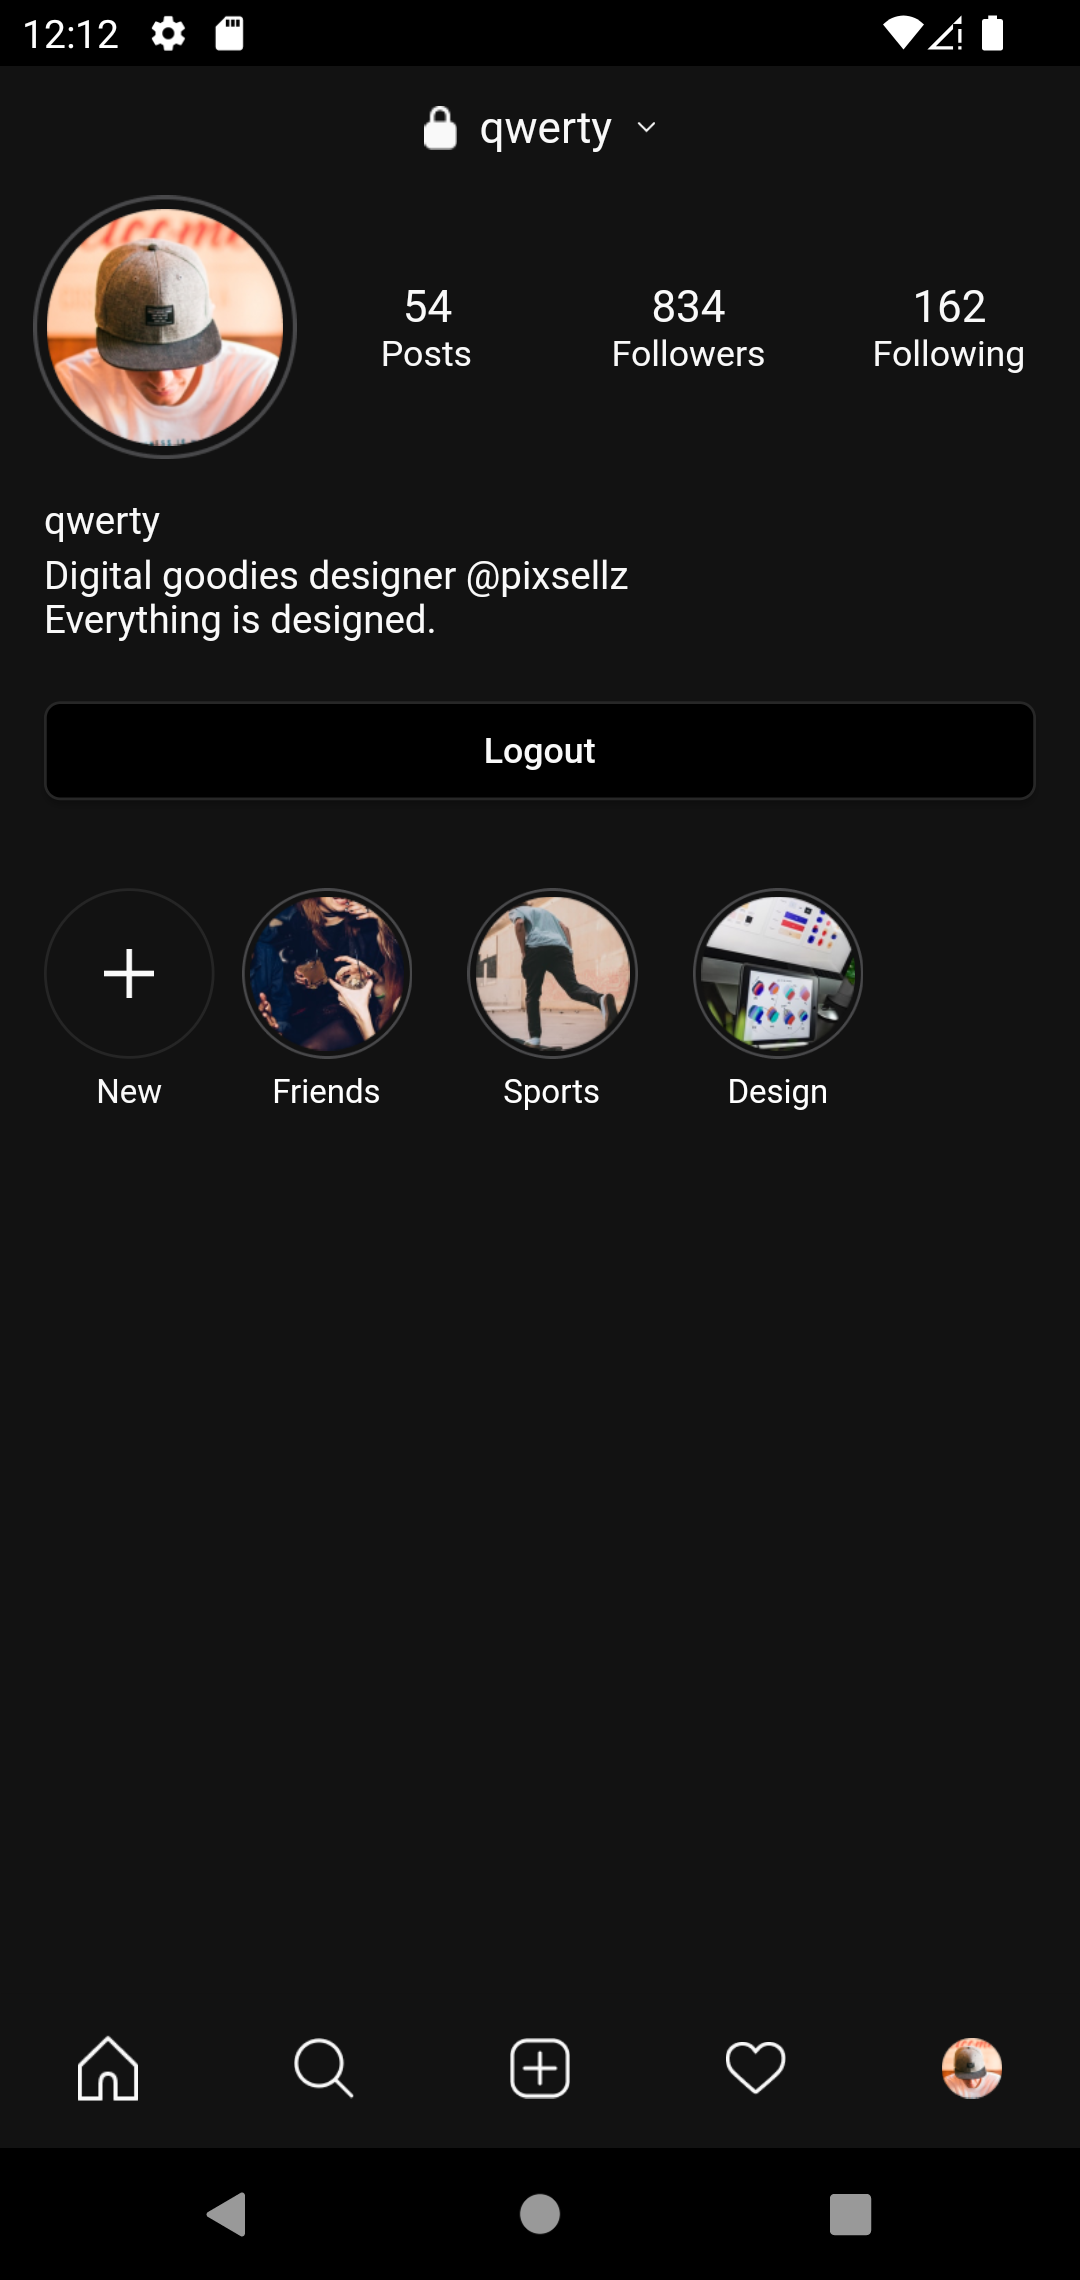 12:12
qwerty
54
834
162
Posts
Followers
Following
qwerty
Digital goodies designer @pixsellz
Everything is designed.
Logout
New
Friends
Sports
Design